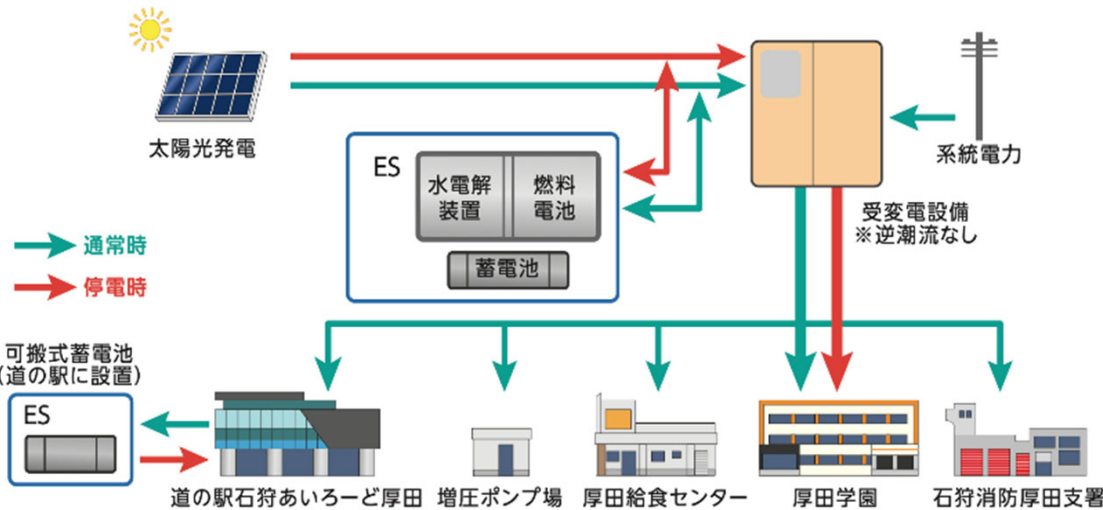 太陽光発電
ES
水電解
装置
燃料
電池
蓄電池
系統電力
受変電設備
※逆潮流なし
通常時
停電時
可搬式蓄電池
(道の駅に設置)
ES
道の駅石狩あいろーど厚田
増圧ポンプ場
厚田給食センター
厚田学園
石狩消防厚田支署